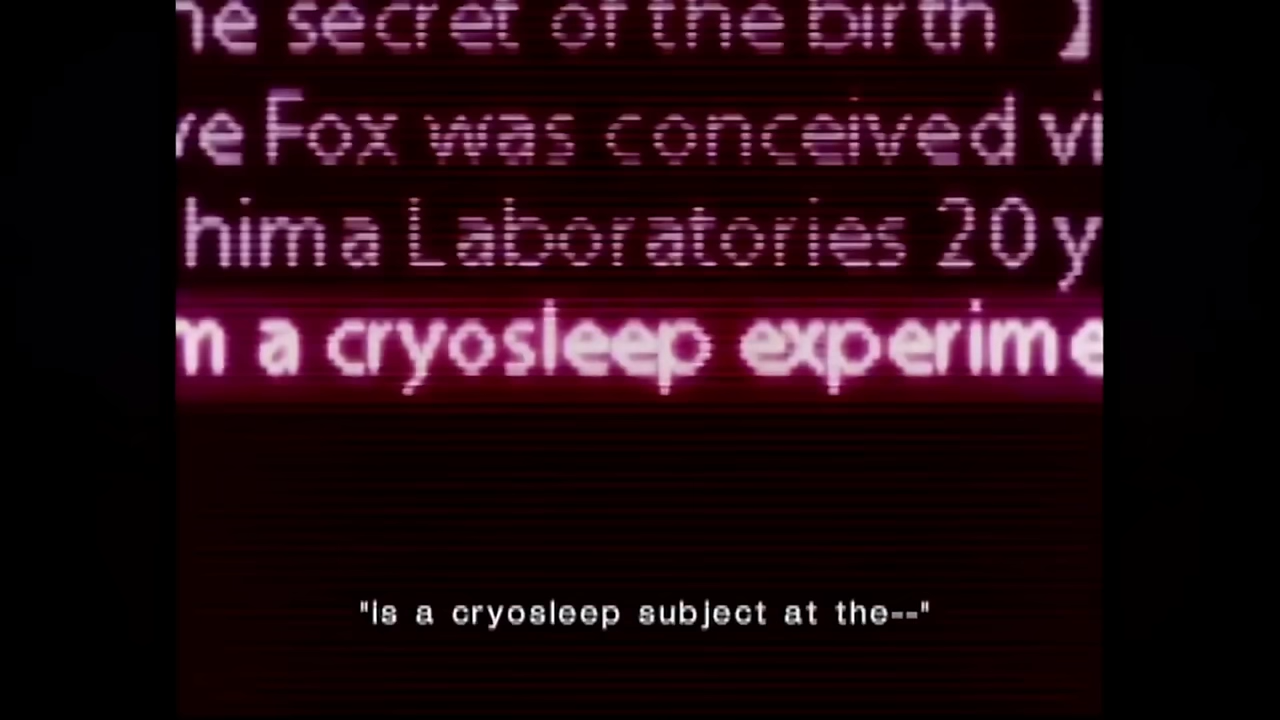 he secret of the birth 】
ve Fox was conceived vi
hima Laboratories 20 y
m a cryosleep experime
"is a cryosleep subject at the--"